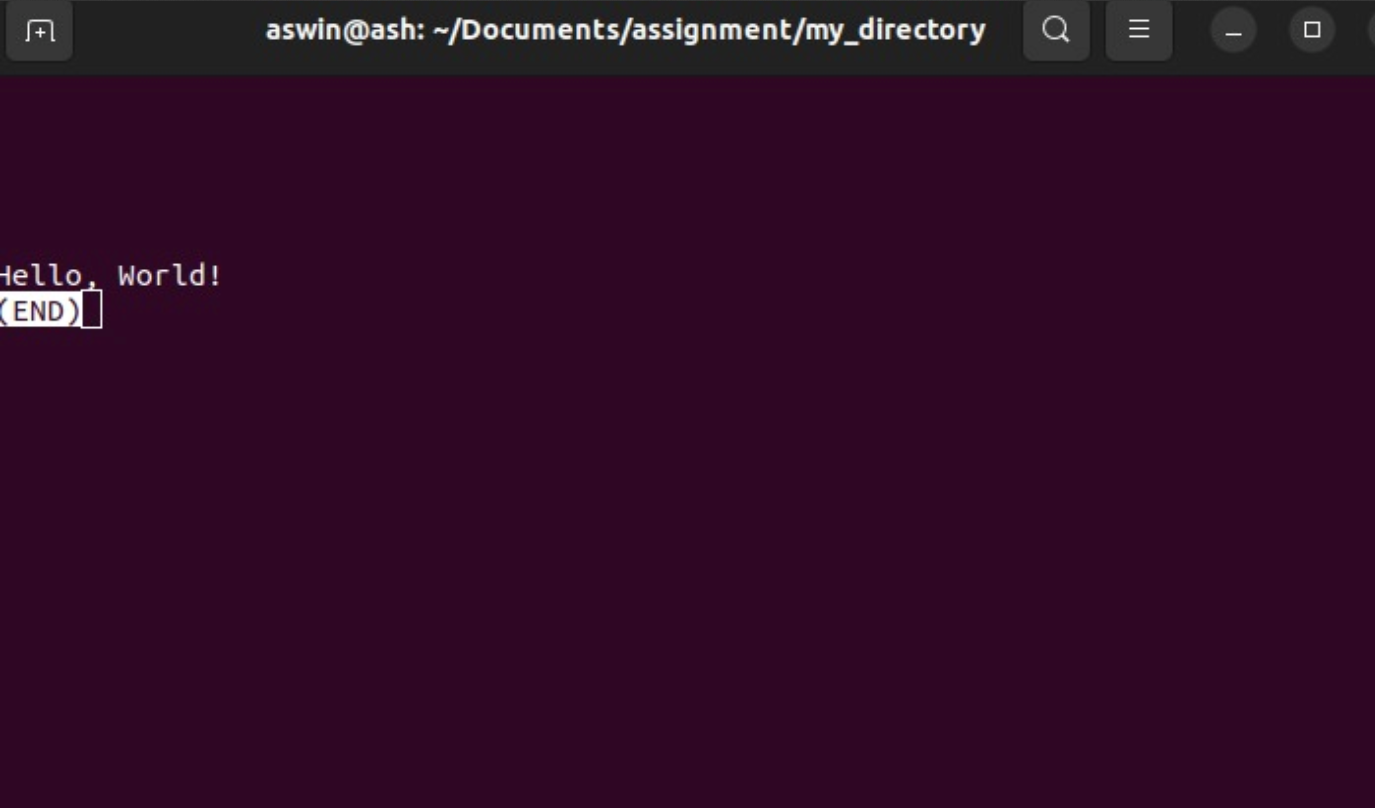 aswin@ash: ~/Documents/assignment/my_directory
Hello, World!
(END)